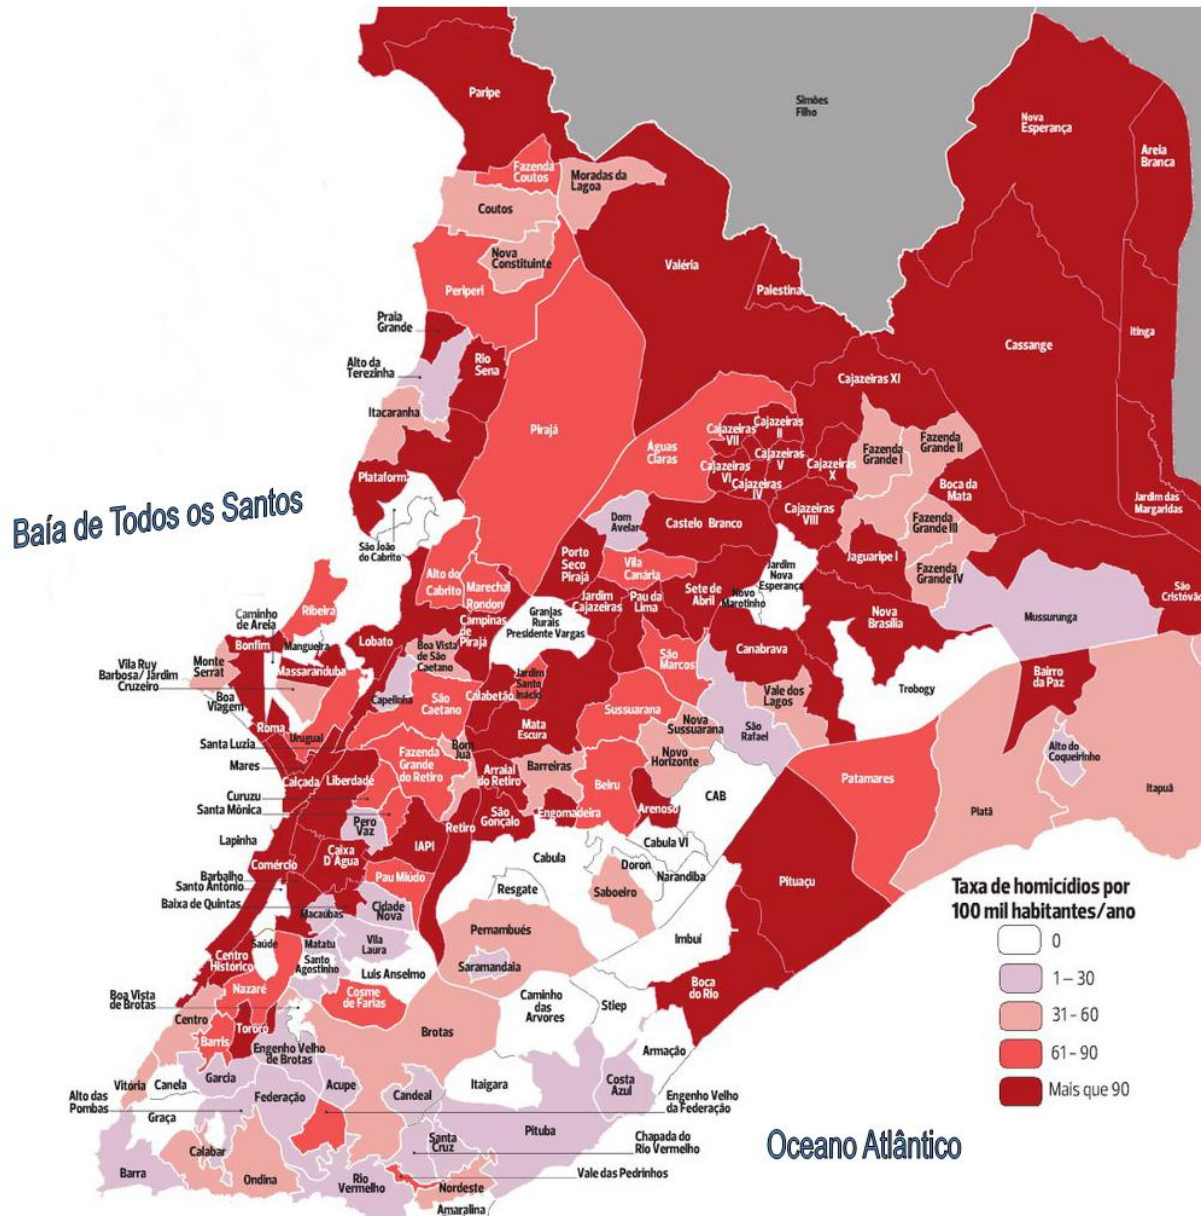 Paripe
Simões
Filho
Nova
Esperança
Areia
Branca
Fazenda
Coutos
Moradas da
Lagoa
Coutos
Nova
Constituinte
Valéria
Periperi
Palestina
Praia
Grande
Itinga
Cassange
Alto da
Terezinha
Rio
Sena
Cajazeiras XI
Itacaranha
Pirajá
Águas
Claras
Cajazeiras
VII
Cajazeiras
II
Cajazeiras
V
Cajazeiras
VI
Cajazeiras
IV
Cajazeiras
X
Fazenda
Grande I
Fazenda
Grande II
Plataforma
Boca da
Mata
Jardim das
Margaridas
Baía de Todos os Santos
Dom
Avelar
Castelo Branco
Cajazeiras
VIII
Fazenda
Grande III
São João
do Cabrito
Porto
Seco
Pirajá
Vila
Canária
Jardim
Nova
Esperança
Jaguaripe I
Fazenda
Grande IV
Alto do
Cabrito
Marechal
Rondon
Jardim
Cajazeiras
Pau da
Lima
Sete de
Abril
Novo
Marotinho
Nova
Brasília
Mussurunga
São
Cristóvão
Caminho
de Areia
Ribeira
Granjas
Rurais
Presidente Vargas
Campinas
de
Pirajá
Bonfim
Mangueira
Lobato
Boa Vista
de São
Caetano
São
Marcos
Canabrava
Vila Ruy
Barbosa/Jardim
Cruzeiro
Monte
Serrat
Massaranduba
Jardim
Santo
Inácio
Trobogy
Bairro
da Paz
Boa
Viagem
Capelinha
São
Caetano
Calabetão
Vale dos
Lagos
Sussuarana
Nova
Sussuarana
Roma
Uruguai
Mata
Escura
São
Rafael
Santa Luzia
Bom
Juá
Novo
Horizonte
Alto do
Coqueirinho
Mares
Fazenda
Grande
do Retiro
Arraial
do Retiro
Barreiras
Calçada
Liberdade
Beiru
Patamares
Itapuã
Curuzu
CAB
Santa Mônica
São
Gonçalo
Engomadeira
Arenoso
Piatã
Pero
Vaz
Retiro
Lapinha
IAPI
Cabula VI
Caixa
D'Água
Comércio
Cabula
Doron
Narandiba
Barbalho
Pau Miúdo
Pituaçu
Santo Antônio
Resgate
Saboeiro
Baixa de Quintas
Macaúbas
Cidade
Nova
Taxa de homicídios por
100 mil habitantes/ano
0
1 – 30
31 – 60
61 – 90
Mais que 90
Pernambués
Imbuí
Saúde
Matatu
Vila
Laura
Centro
Histórico
Santo
Agostinho
Luis Anselmo
Saramandaia
Boca
do Rio
Nazaré
Cosme
de Farias
Caminho
das
Arvores
Stiep
Boa Vista
de Brotas
Centro
Tororó
Brotas
Barris
Engenho Velho
de Brotas
Armação
Vitória
Canela
Garcia
Acupe
Itaigara
Costa
Azul
Alto das
Pombas
Federação
Candeal
Engenho Velho
da Federação
Graça
Pituba
Santa
Cruz
Chapada do
Rio Vermelho
Oceano Atlântico
Calabar
Barra
Ondina
Rio
Vermelho
Vale das Pedrinhos
Nordeste
Amaralina